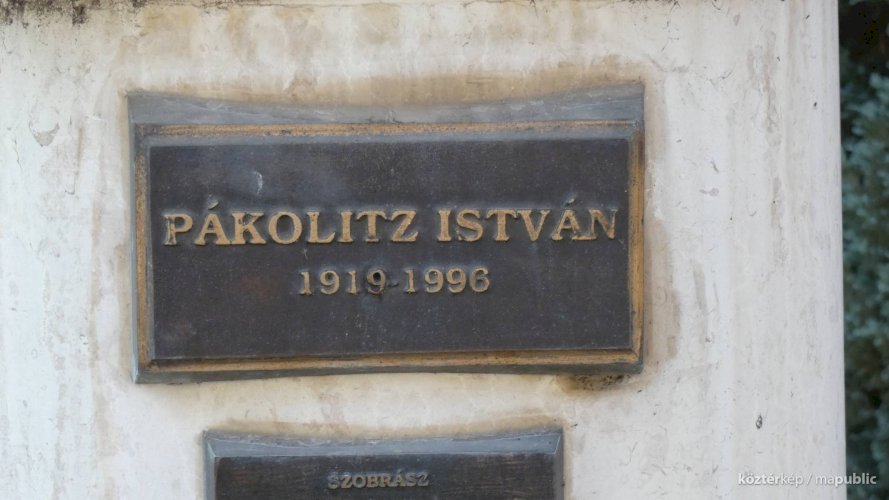 PÁKOLITZ ISTVÁN
1919-1996
SZOBRÁSZ
köztérkép / mapublic